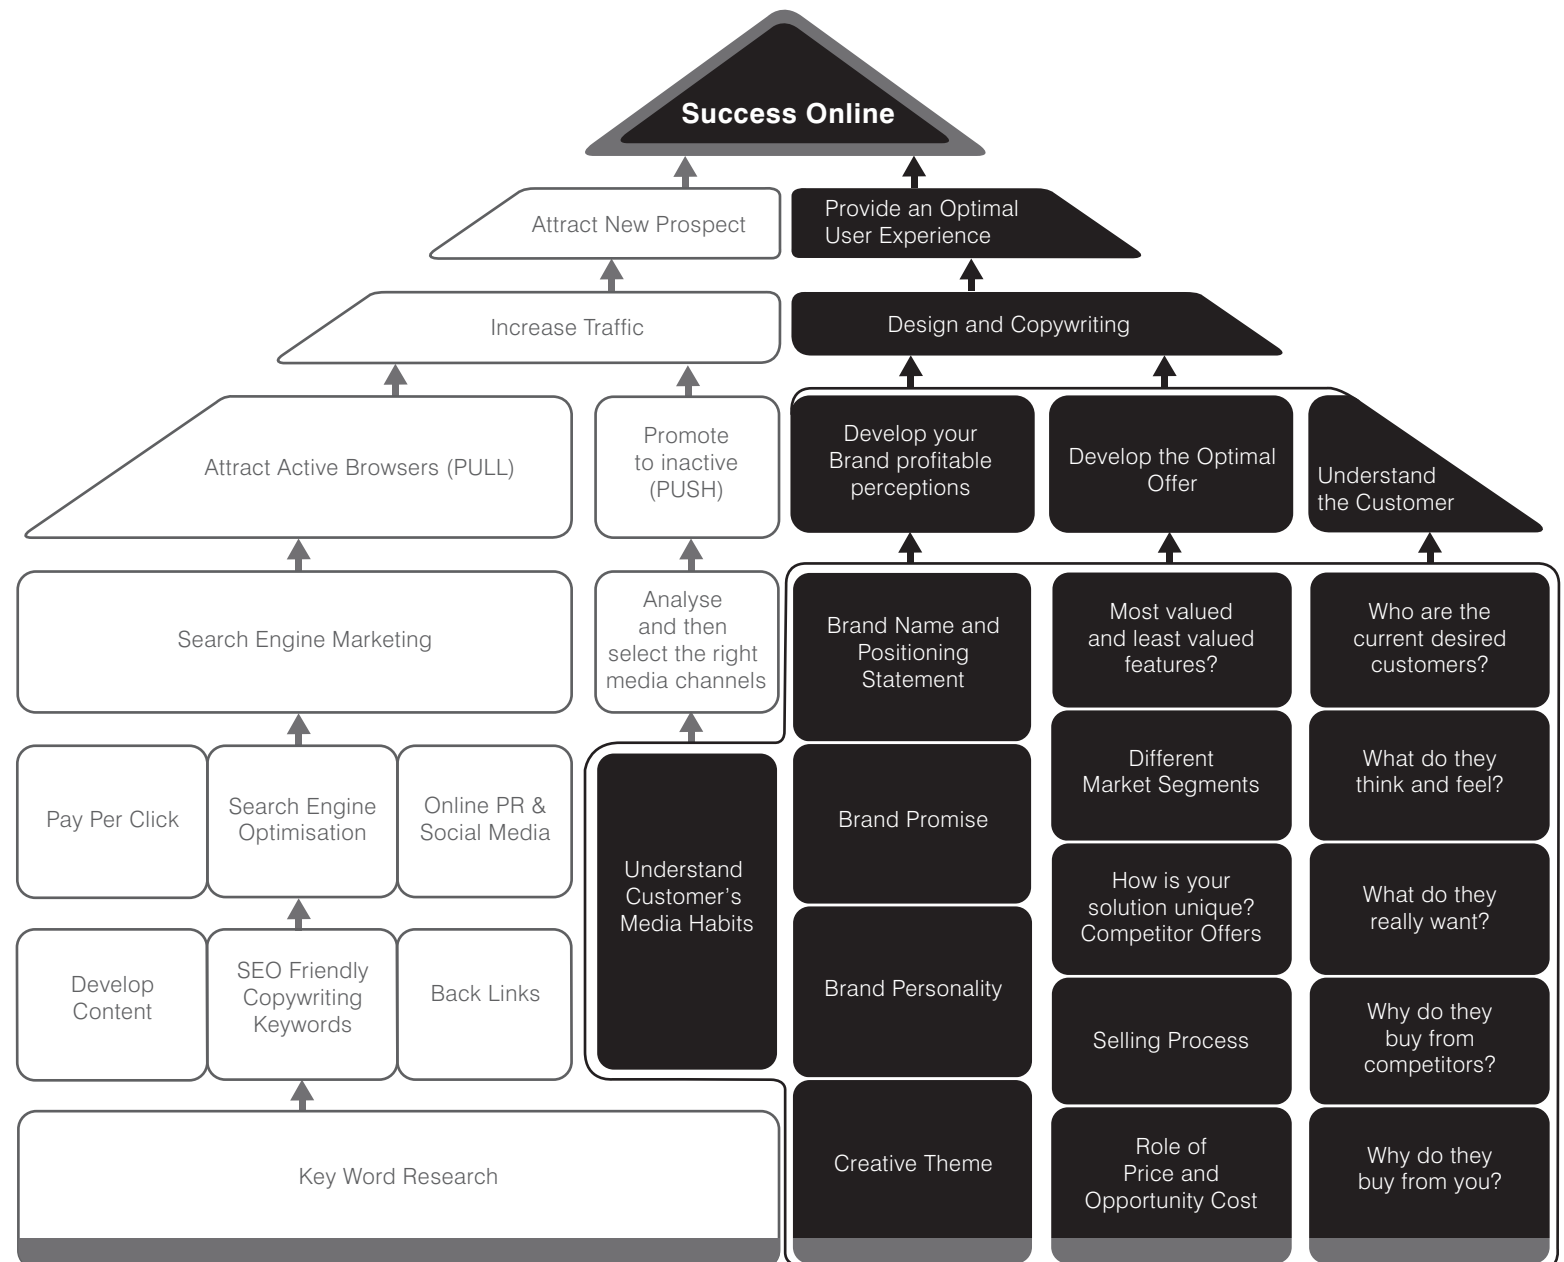 Success Online
Attract New Prospect
Provide an Optimal
User Experience
Increase Traffic
Design and Copywriting
Attract Active Browsers (PULL)
Promote
to inactive
(PUSH)
Develop your
Brand profitable
perceptions
Develop the Optimal
Offer
Understand
the Customer
Search Engine Marketing
Analyse
and then
select the right
media channels
Brand Name and
Positioning
Statement
Most valued
and least valued
features?
Who are the
current desired
customers?
Pay Per Click
Search Engine
Optimisation
Online PR &
Social Media
Understand
Customer's
Media Habits
Brand Promise
Different
Market Segments
What do they
think and feel?
How is your
solution unique?
Competitor Offers
What do they
really want?
Develop
Content
SEO Friendly
Copywriting
Keywords
Back Links
Brand Personality
Selling Process
Why do they
buy from
competitors?
Key Word Research
Creative Theme
Role of
Price and
Opportunity Cost
Why do they
buy from you?